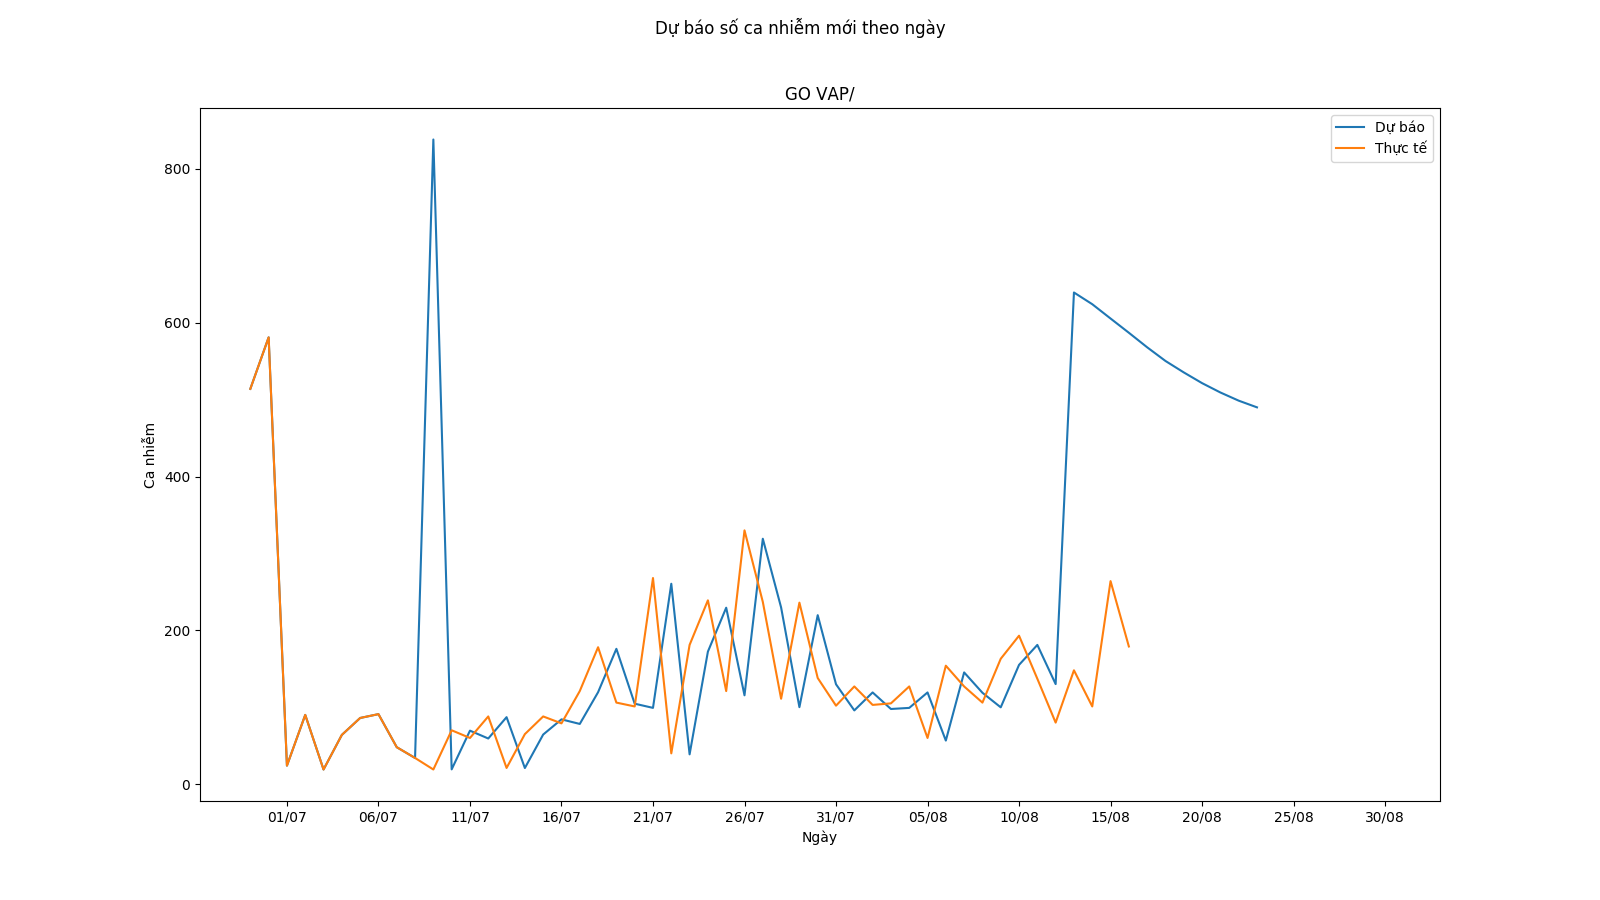 Dự báo số ca nhiễm mới theo ngày
GO VAP/
Dự báo
Thực tế
800
600
400
200
0
Ca nhiễm
01/07 06/07 11/07 16/07 21/07 26/07 31/07 05/08 10/08 15/08 20/08 25/08 30/08
Ngày